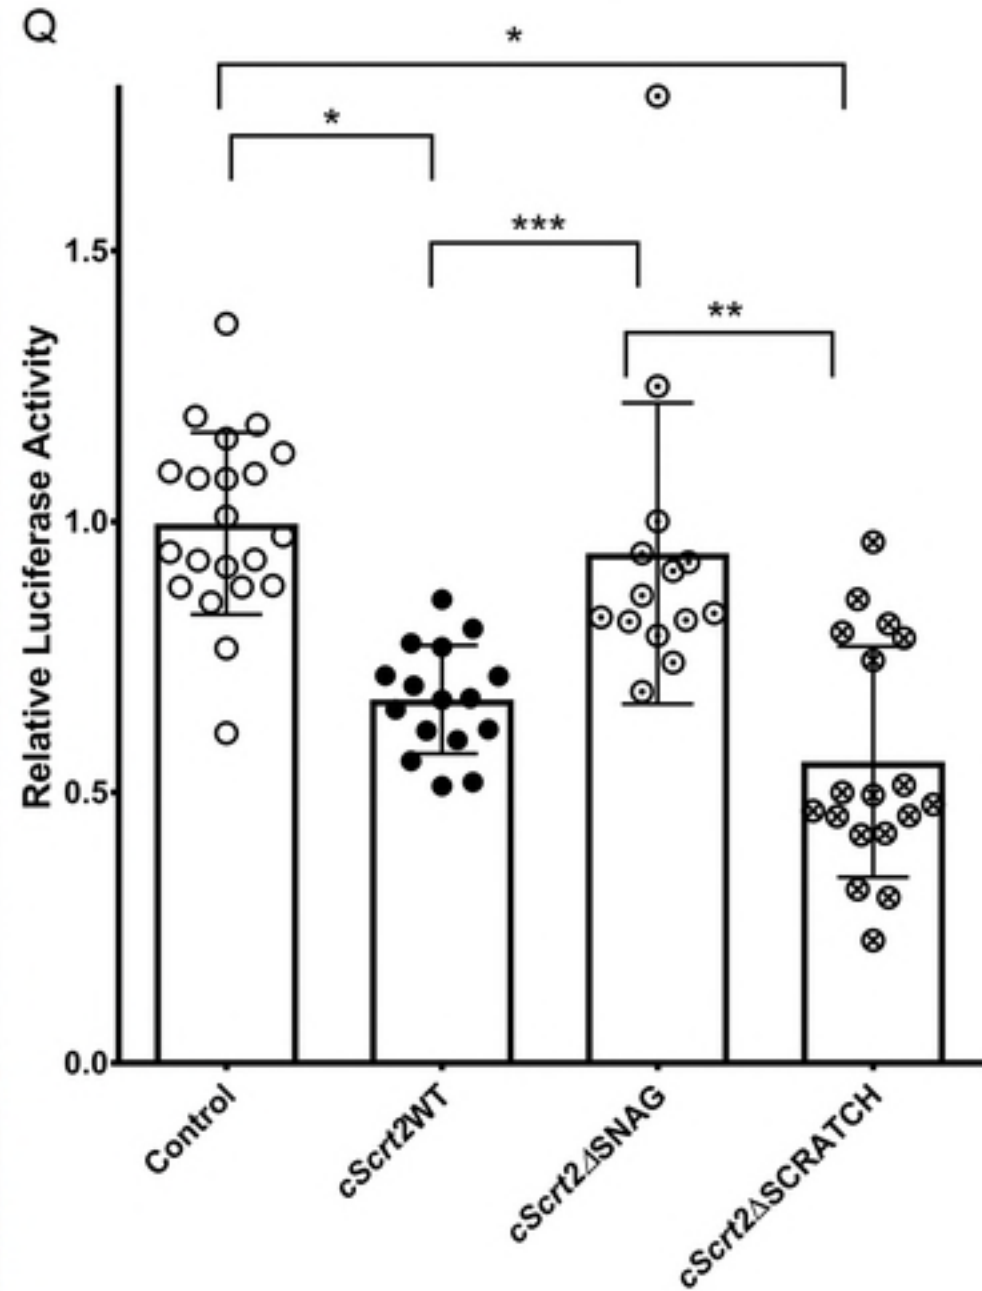 Q
*
*
***
**
1.5
1.0
0.5
0.0
Relative Luciferase Activity
Control
cScrt2WT
cScrt2ΔSNAG
cScrt2ΔSCRATCH